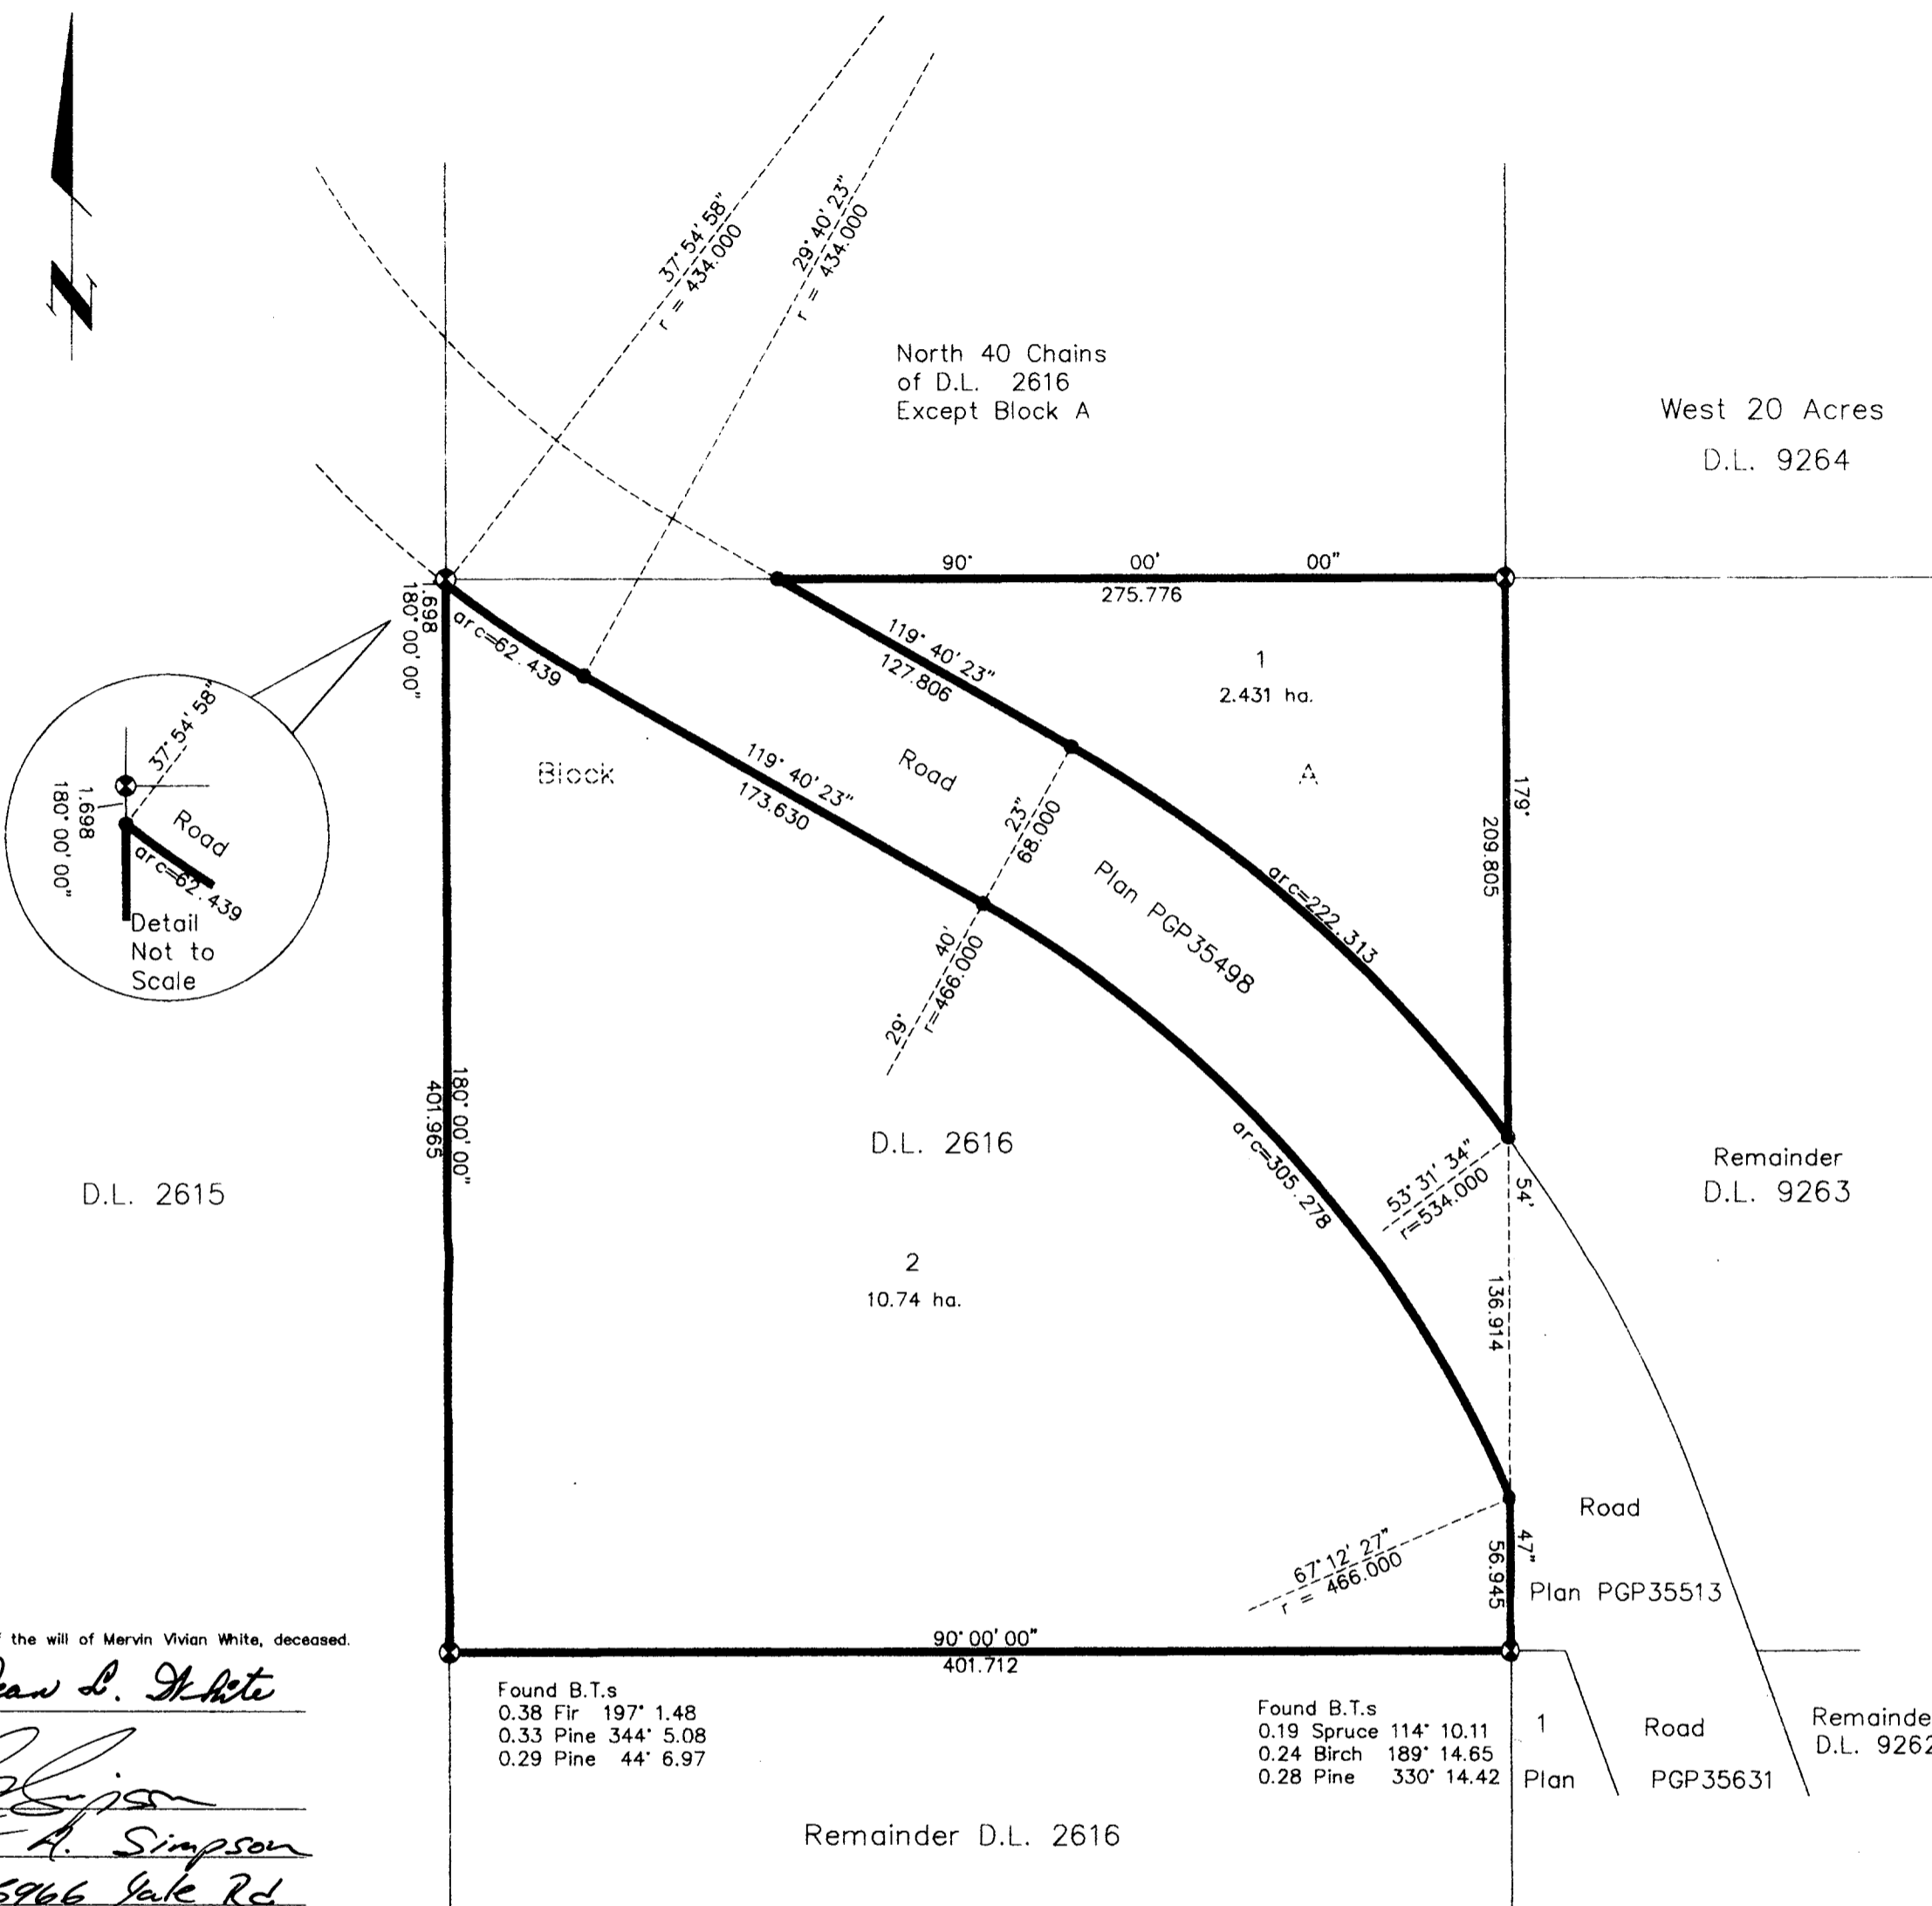 N
37° 54' 58"
r = 434.000
29° 40' 23"
r = 434.000
North 40 Chains
of D.L. 2616
Except Block A
West 20 Acres
D.L. 9264
90° 00' 00"
275.776
1.698
180° 00' 00"
arc=62.439
119° 40' 23"
127.806
1
2.431 ha.
37° 54' 58"
1.698
180° 00' 00"
Road
arc=62.439
Detail
Not to
Scale
Block
119° 40' 23"
173.630
Road
A
179°
209.805
23"
68.000
Plan PGP35498
arc=222.313
40'
29°
r=466.000
180° 00' 00"
401.965
D.L. 2616
arc=305.278
D.L. 2615
53° 31' 34"
r=534.000
54'
136.914
Remainder
D.L. 9263
2
10.74 ha.
67° 12' 27"
r = 466.000
47"
56.945
Road
Plan PGP35513
the will of Mervin Vivian White, deceased.
90° 00' 00"
401.712
L. White
Found B.T.s
0.38 Fir 197° 1.48
0.33 Pine 344° 5.08
0.29 Pine 44° 6.97
Found B.T.s
0.19 Spruce 114° 10.11
0.24 Birch 189° 14.65
0.28 Pine 330° 14.42
1
Plan
Road
PGP35631
Remainde
D.L. 9262
A. Simpson
5966 Yale Rd
Remainder D.L. 2616